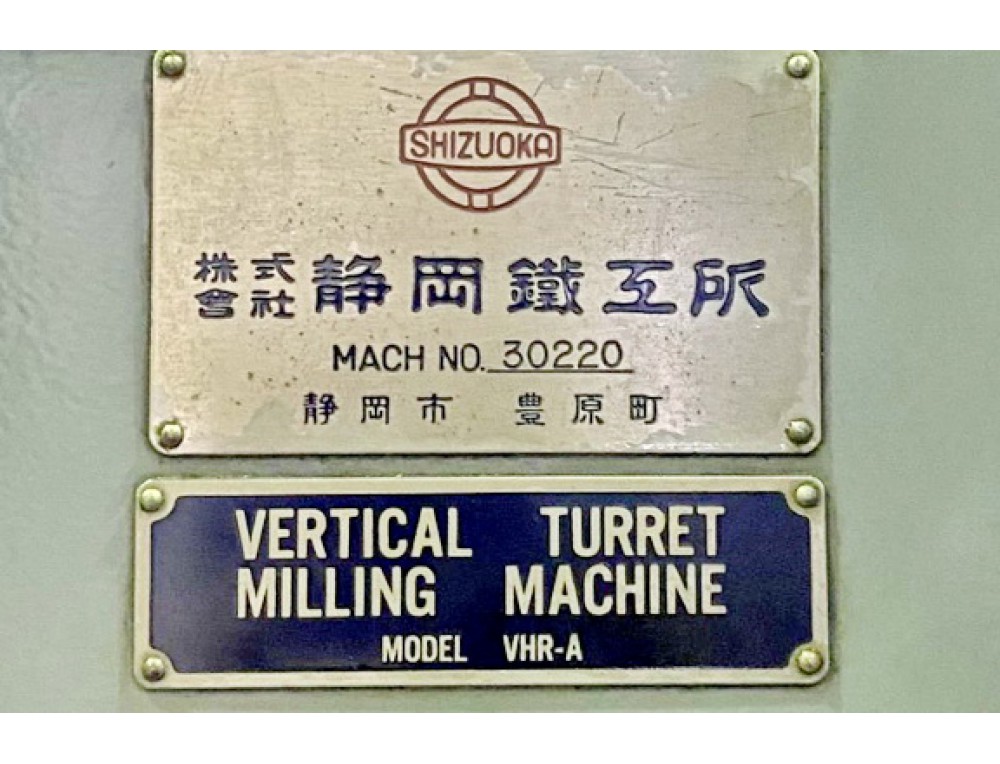 SHIZUOKA
株式會社 静岡鐵工所
MACH NO. 30220
静岡市 豊原町
VERTICAL TURRET
MILLING MACHINE
MODEL VHR-A